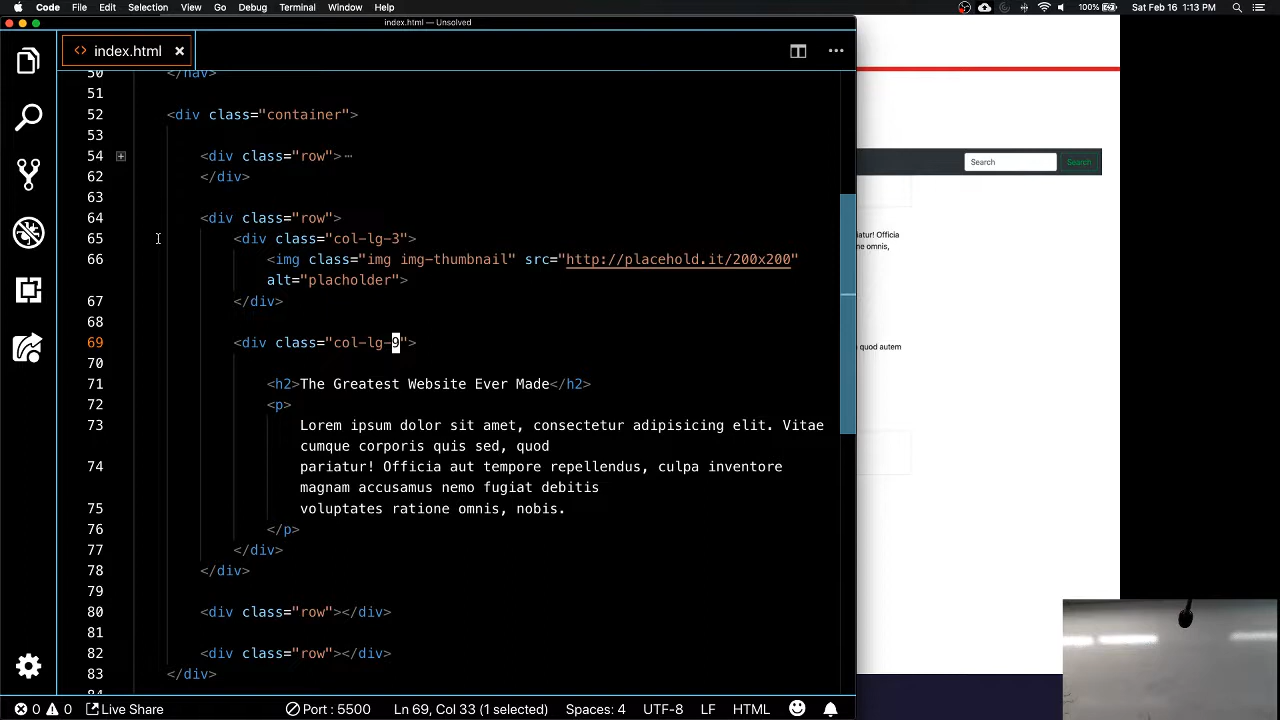 Code File Edit Selection View Go Debug Terminal Window Help 100% Sat Feb 16 1:13 PM
index.html — Unsolved
<> index.html ×
50 </nav>
51
52 <div class="container">
53
54 <div class="row">⋯
62 </div>
63
64 <div class="row">
65 <div class="col-lg-3">
66 <img class="img img-thumbnail" src="http://placehold.it/200x200"
alt="placholder">
67 </div>
68
69 <div class="col-lg-9">
70
71 <h2>The Greatest Website Ever Made</h2>
72 <p>
73 Lorem ipsum dolor sit amet, consectetur adipisicing elit. Vitae
cumque corporis quis sed, quod
74 pariatur! Officia aut tempore repellendus, culpa inventore
magnam accusamus nemo fugiat debitis
75 voluptates ratione omnis, nobis.
76 </p>
77 </div>
78 </div>
79
80 <div class="row"></div>
81
82 <div class="row"></div>
83 </div>
Search Search
iatur! Officia
ne omnis,
e quod autem
0 0 Live Share Port : 5500 Ln 69, Col 33 (1 selected) Spaces: 4 UTF-8 LF HTML